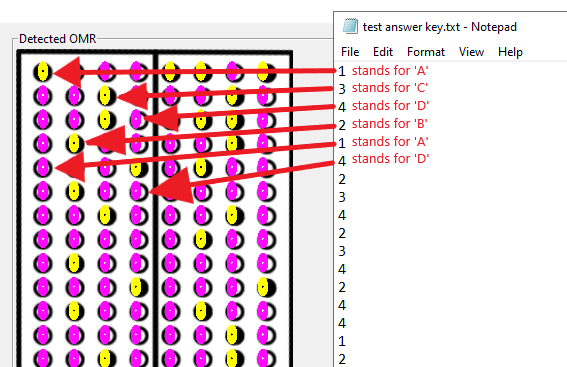 Detected OMR
test answer key.txt - Notepad
File Edit Format View Help
1 stands for 'A'
3 stands for 'C'
4 stands for 'D'
2 stands for 'B'
1 stands for 'A'
4 stands for 'D'
2
3
4
2
3
4
2
4
4
1
2